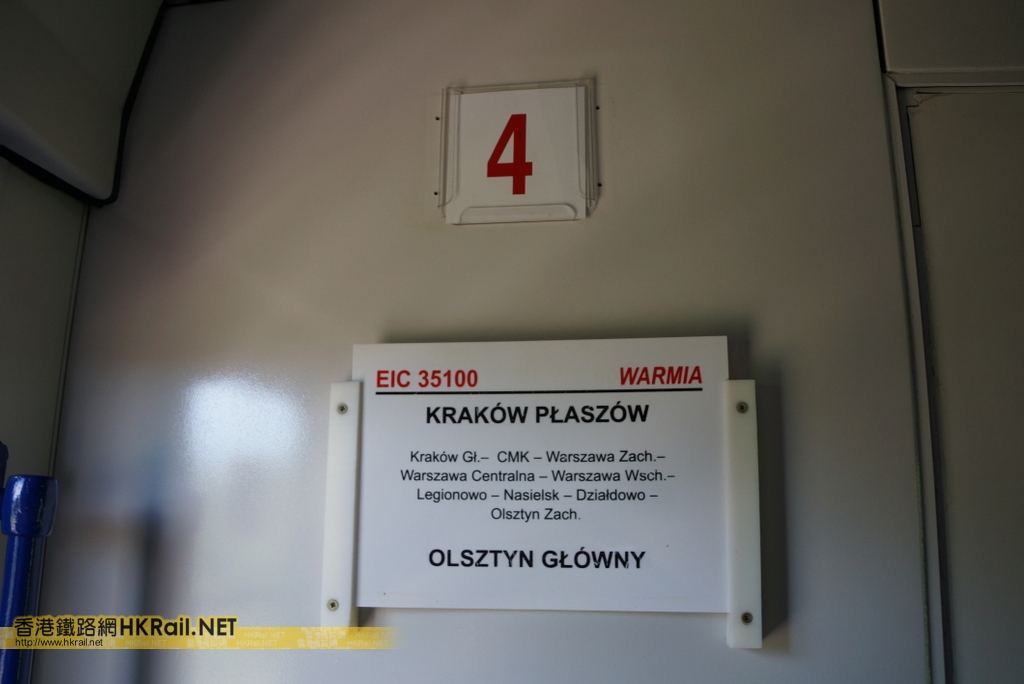 4
EIC 35100 WARMIA
KRAKÓW PŁASZÓW
Kraków Gł.– CMK – Warszawa Zach.–
Warszawa Centralna – Warszawa Wsch.–
Legionowo – Nasielsk – Działdowo –
Olsztyn Zach.
OLSZTYN GŁÓWNY
香港鐵路網HKRail.NET
http://www.hkrail.net